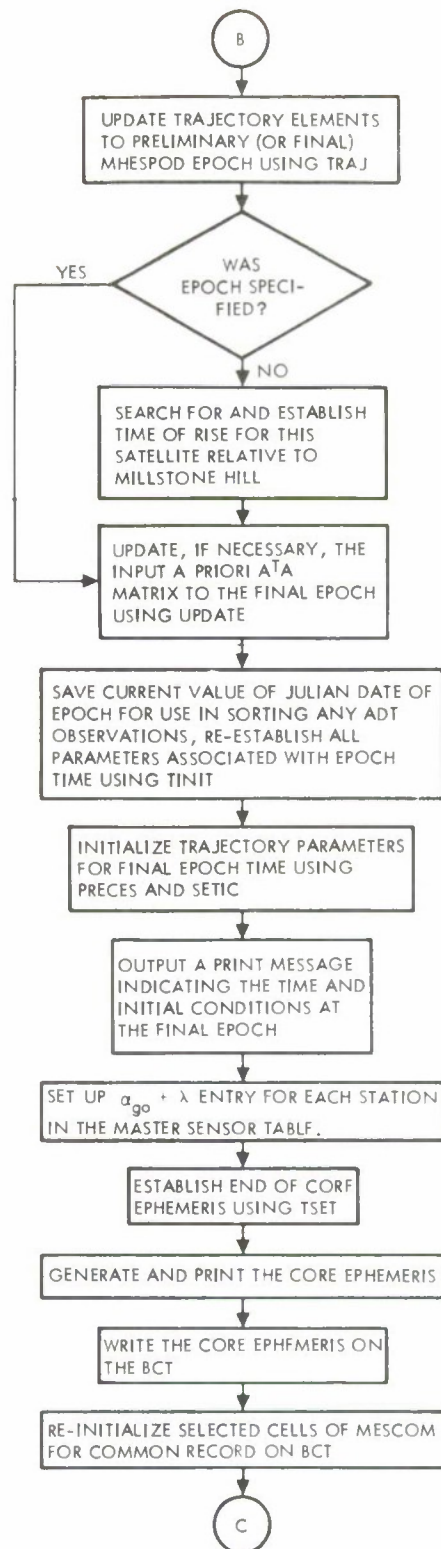 B
UPDATE TRAJECTORY ELEMENTS
TO PRELIMINARY (OR FINAL)
MHESPOD EPOCH USING TRAJ
YES
WAS
EPOCH SPECI-
FIED?
NO
SEARCH FOR AND ESTABLISH
TIME OF RISE FOR THIS
SATELLITE RELATIVE TO
MILLSTONE HILL
UPDATE, IF NECESSARY, THE
INPUT A PRIORI AᵀA
MATRIX TO THE FINAL EPOCH
USING UPDATE
SAVE CURRENT VALUE OF JULIAN DATE OF
EPOCH FOR USE IN SORTING ANY ADT
OBSERVATIONS, RE-ESTABLISH ALL
PARAMETERS ASSOCIATED WITH EPOCH
TIME USING TINIT
INITIALIZE TRAJECTORY PARAMETERS
FOR FINAL EPOCH TIME USING
PRECES AND SETIC
OUTPUT A PRINT MESSAGE
INDICATING THE TIME AND
INITIAL CONDITIONS AT
THE FINAL EPOCH
SET UP α_go + λ ENTRY FOR EACH STATION
IN THE MASTER SENSOR TABLE.
ESTABLISH END OF CORE
EPHEMERIS USING TSET
GENERATE AND PRINT THE CORE EPHEMERIS
WRITE THE CORE EPHEMERIS ON
THE BCT
RE-INITIALIZE SELECTED CELLS OF MESCOM
FOR COMMON RECORD ON BCT
C